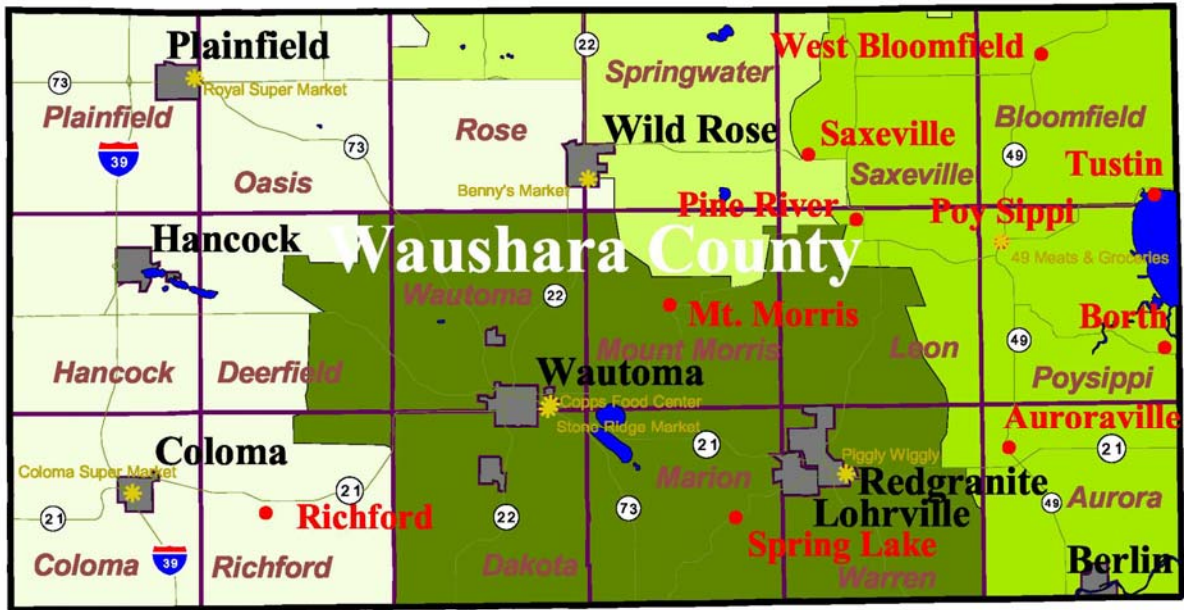 Plainfield
22
West Bloomfield
73
Royal Super Market
Springwater
Plainfield
Rose
Wild Rose
Bloomfield
73
39
Saxeville
49
Oasis
Saxeville
Tustin
Benny's Market
Pine River
Poy Sippi
Hancock
Waushara County
49 Meats & Groceries
Wautoma
22
Mt. Morris
Borth
Mount Morris
Leon
49
Hancock
Deerfield
Wautoma
Poysippi
Copps Food Center
Auroraville
Stone Ridge Market
21
21
Coloma
Piggly Wiggly
Coloma Super Market
Marion
Redgranite
21
Aurora
21
Richford
22
73
Lohrville
49
Spring Lake
Coloma
39
Richford
Dakota
Warren
Berlin